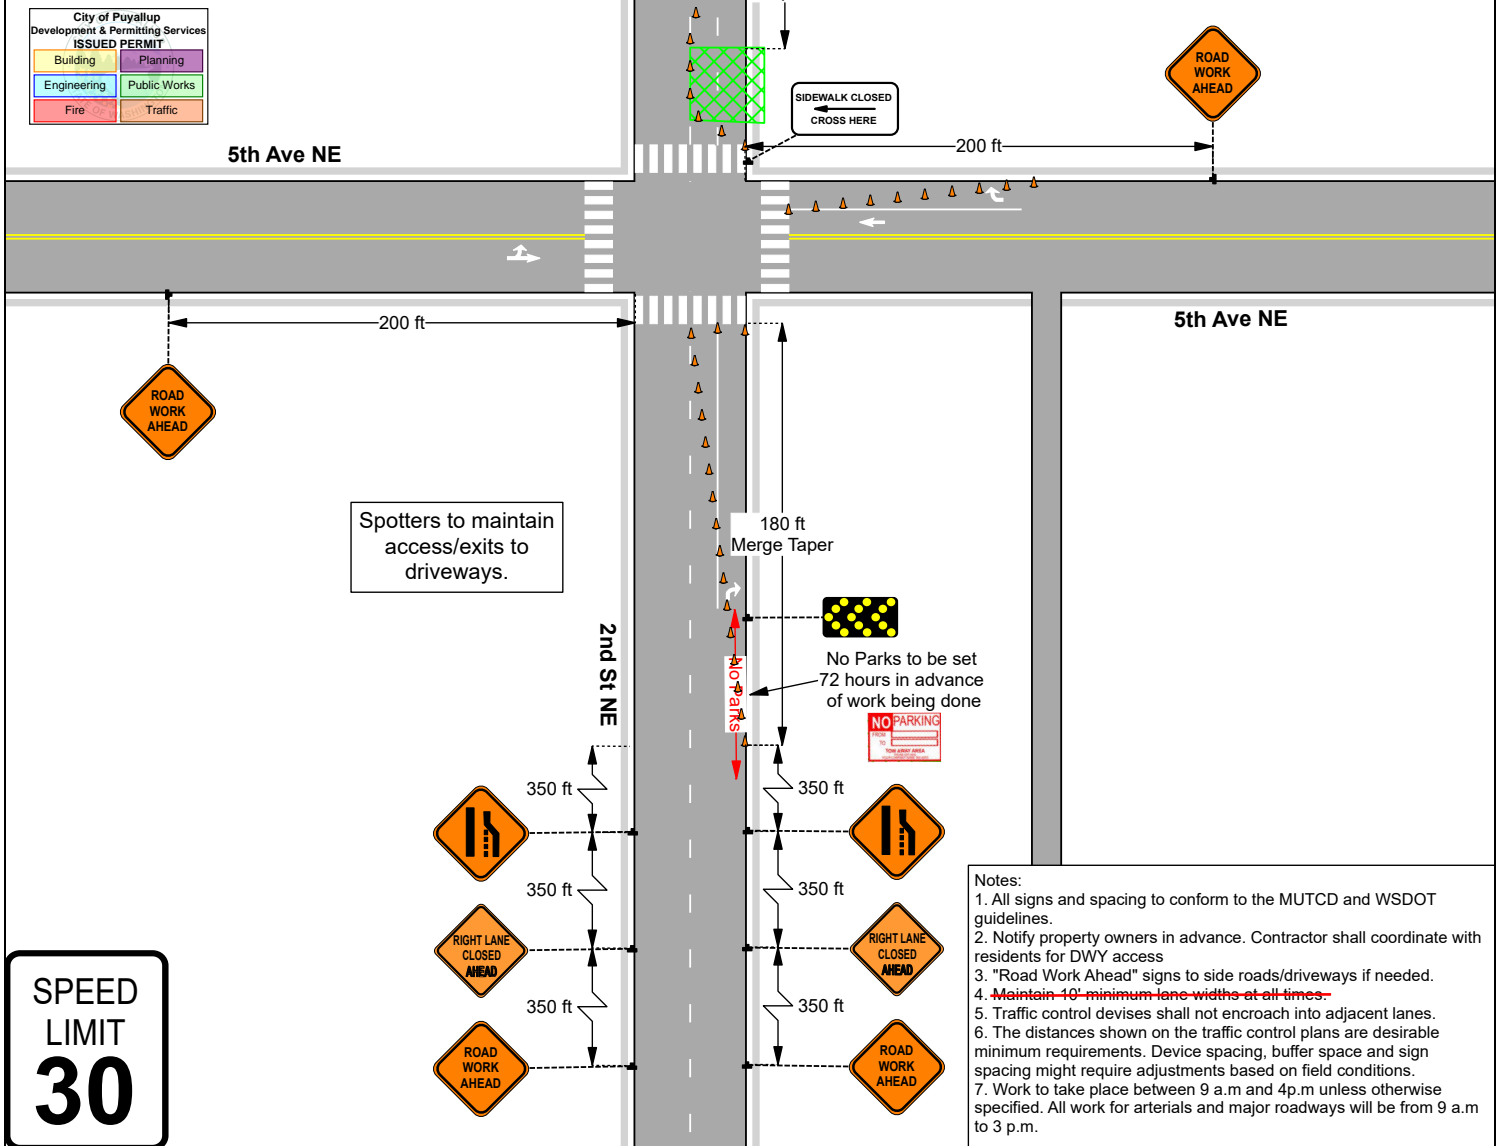 City of Puyallup
Development & Permitting Services
ISSUED PERMIT
Building
Planning
Engineering
Public Works
Fire
Traffic
ROAD
WORK
AHEAD
SIDEWALK CLOSED
CROSS HERE
5th Ave NE
200 ft
200 ft
5th Ave NE
ROAD
WORK
AHEAD
Spotters to maintain
access/exits to
driveways.
180 ft
Merge Taper
2nd St NE
No Parks
No Parks to be set
72 hours in advance
of work being done
NO PARKING
FROM
TO
TOW AWAY AREA
350 ft
350 ft
350 ft
350 ft
RIGHT LANE
CLOSED
AHEAD
RIGHT LANE
CLOSED
AHEAD
350 ft
350 ft
ROAD
WORK
AHEAD
ROAD
WORK
AHEAD
SPEED
LIMIT
30
Notes:
1. All signs and spacing to conform to the MUTCD and WSDOT
guidelines.
2. Notify property owners in advance. Contractor shall coordinate with
residents for DWY access
3. "Road Work Ahead" signs to side roads/driveways if needed.
4. Maintain 10' minimum lane widths at all times.
5. Traffic control devises shall not encroach into adjacent lanes.
6. The distances shown on the traffic control plans are desirable
minimum requirements. Device spacing, buffer space and sign
spacing might require adjustments based on field conditions.
7. Work to take place between 9 a.m and 4p.m unless otherwise
specified. All work for arterials and major roadways will be from 9 a.m
to 3 p.m.